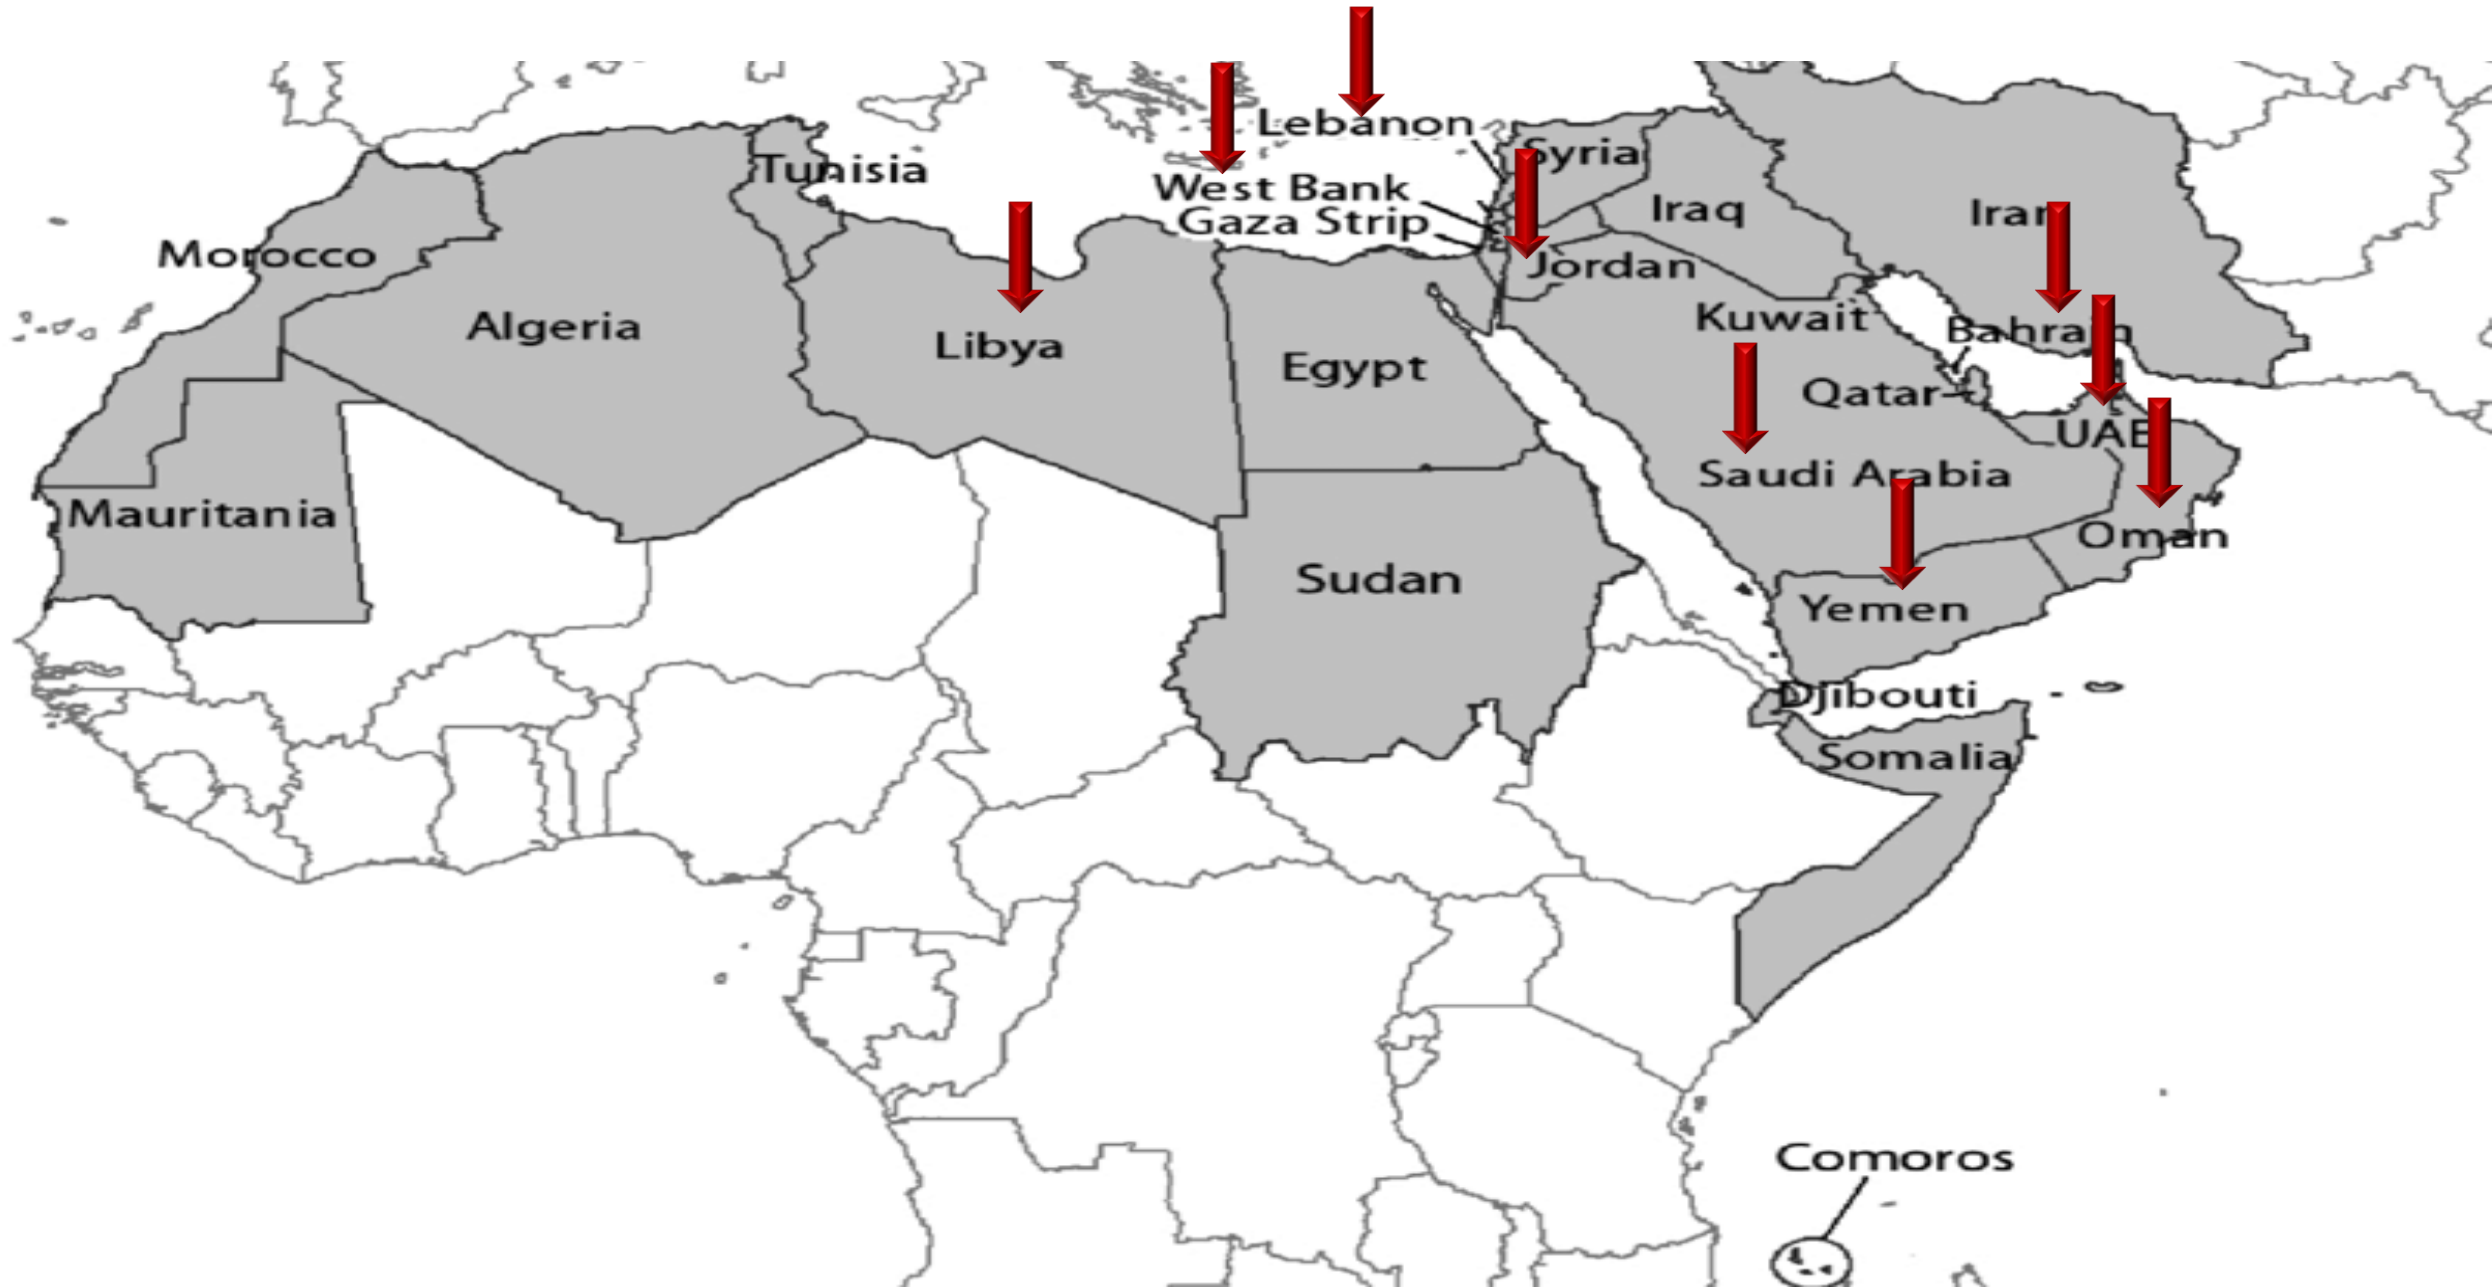 Lebanon
Syria
Tunisia
West Bank
Gaza Strip
Iraq
Iran
Morocco
Jordan
Kuwait
Bahrain
Algeria
Libya
Egypt
Qatar
UAE
Saudi Arabia
Mauritania
Oman
Sudan
Yemen
Djibouti
Somalia
Comoros